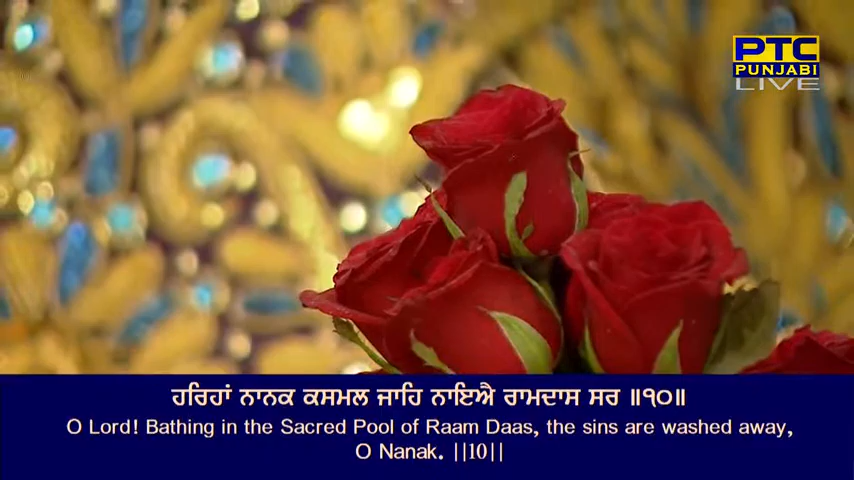 PTC
PUNJABI
LIVE
ਹਰਿਹਾਂ ਨਾਨਕ ਕਸਮਲ ਜਾਹਿ ਨਾਇਐ ਰਾਮਦਾਸ ਸਰ ॥੧੦॥
O Lord! Bathing in the Sacred Pool of Raam Daas, the sins are washed away,
O Nanak. ||10||